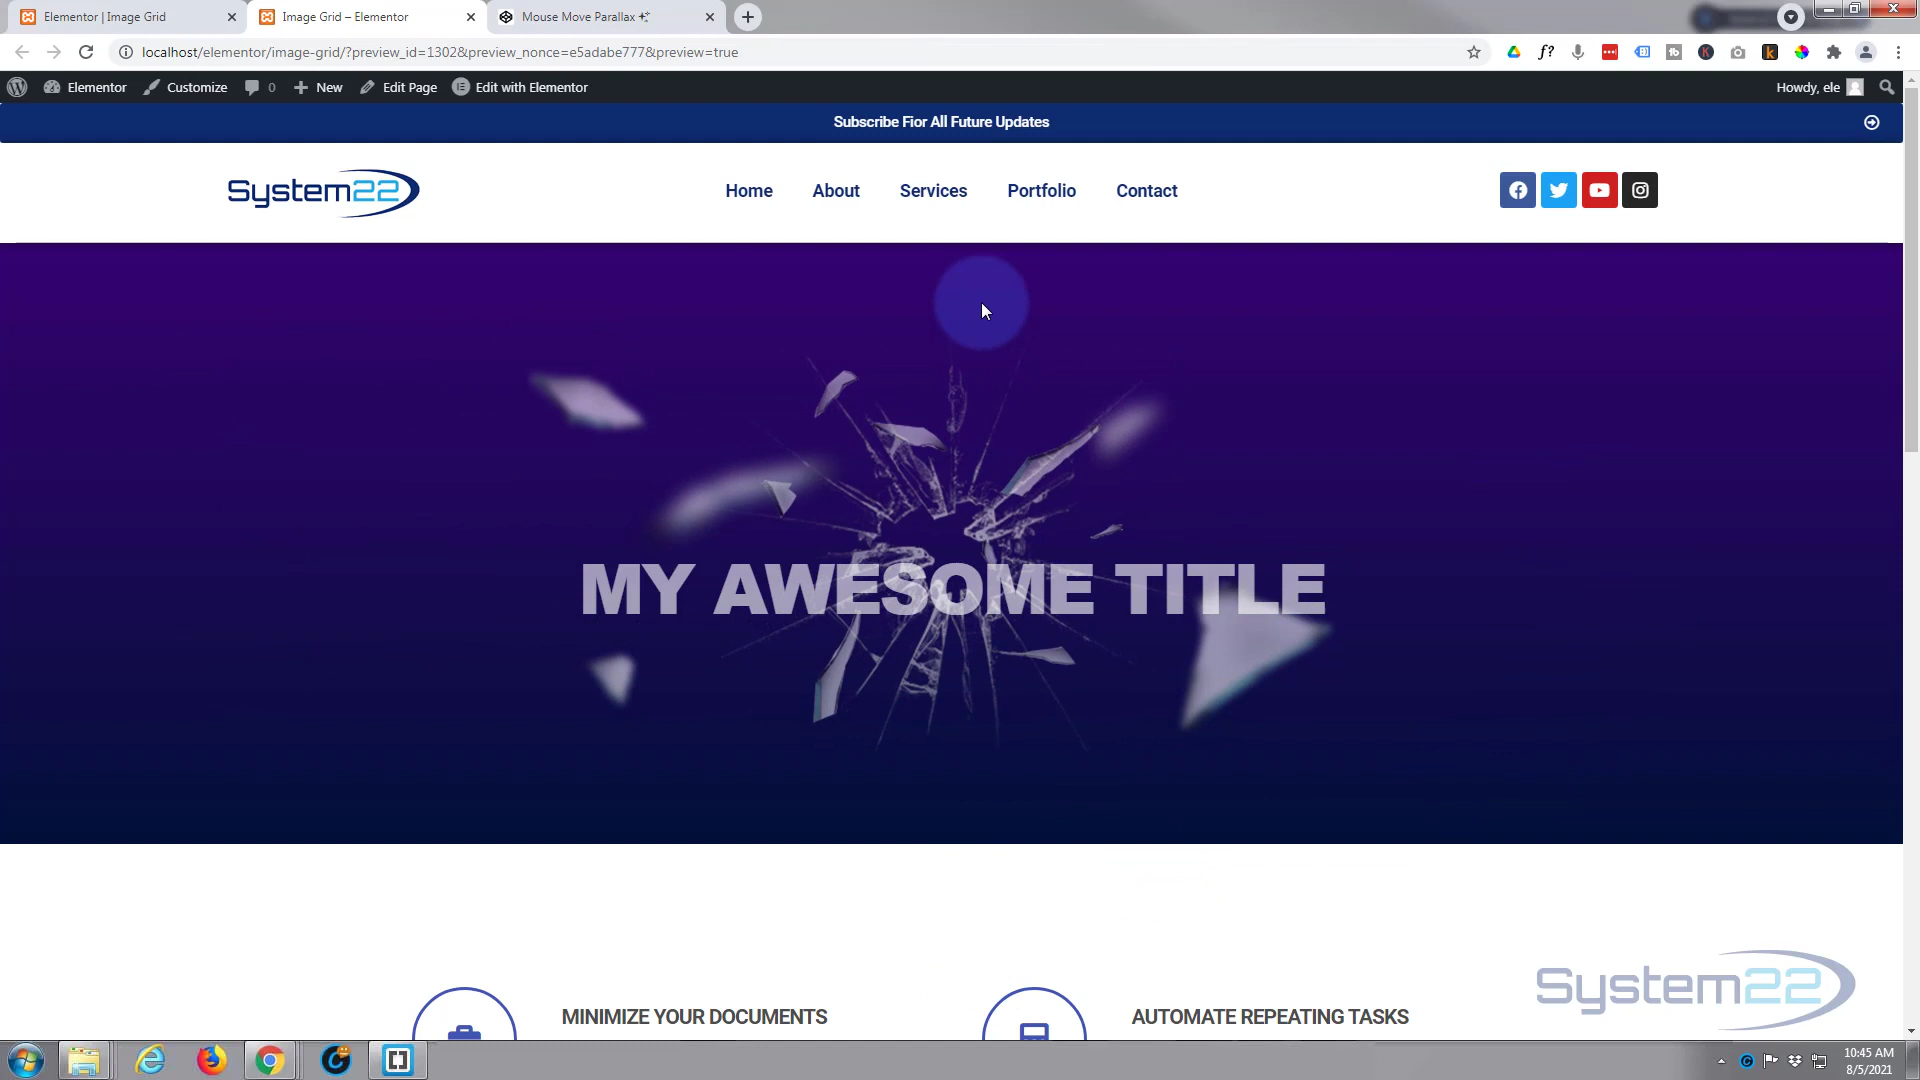 Elementor | Image Grid
Image Grid – Elementor
Mouse Move Parallax
localhost/elementor/image-grid/?preview_id=1302&preview_nonce=e5adabe777&preview=true
Elementor
Customize
0
New
Edit Page
Edit with Elementor
Howdy, ele
Subscribe Fior All Future Updates
System22
Home
About
Services
Portfolio
Contact
MY AWESOME TITLE
MINIMIZE YOUR DOCUMENTS
AUTOMATE REPEATING TASKS
System22
10:45 AM
8/5/2021